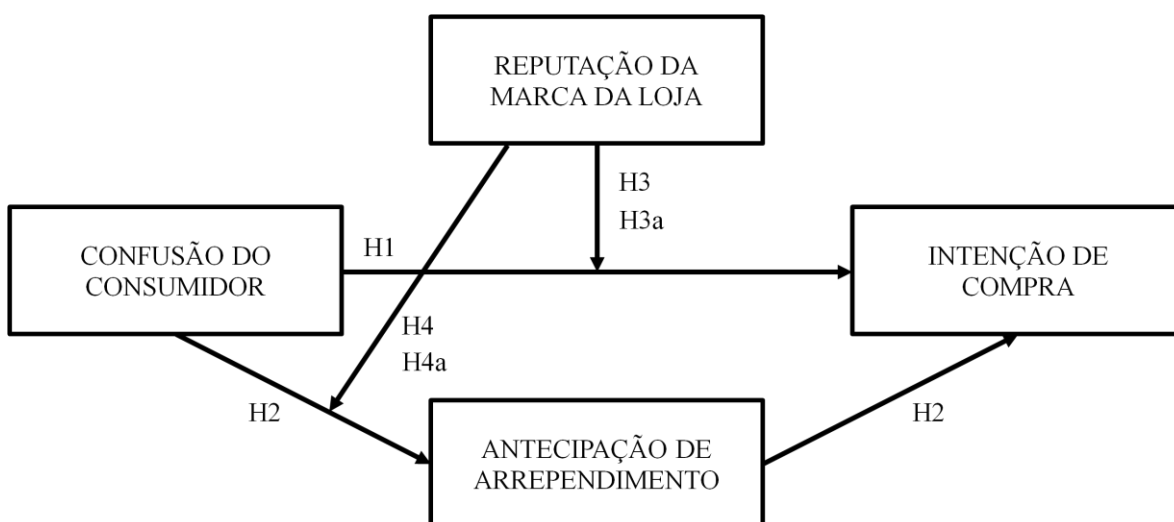 REPUTAÇÃO DA
MARCA DA LOJA
H3
H3a
CONFUSÃO DO
CONSUMIDOR
H1
INTENÇÃO DE
COMPRA
H4
H4a
H2
H2
ANTECIPAÇÃO DE
ARREPENDIMENTO